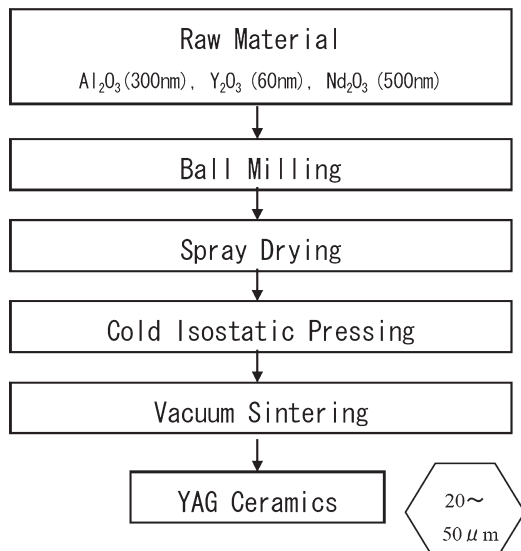 Raw Material
Al₂O₃(300nm), Y₂O₃ (60nm), Nd₂O₃ (500nm)
Ball Milling
Spray Drying
Cold Isostatic Pressing
Vacuum Sintering
YAG Ceramics
20～
50μm